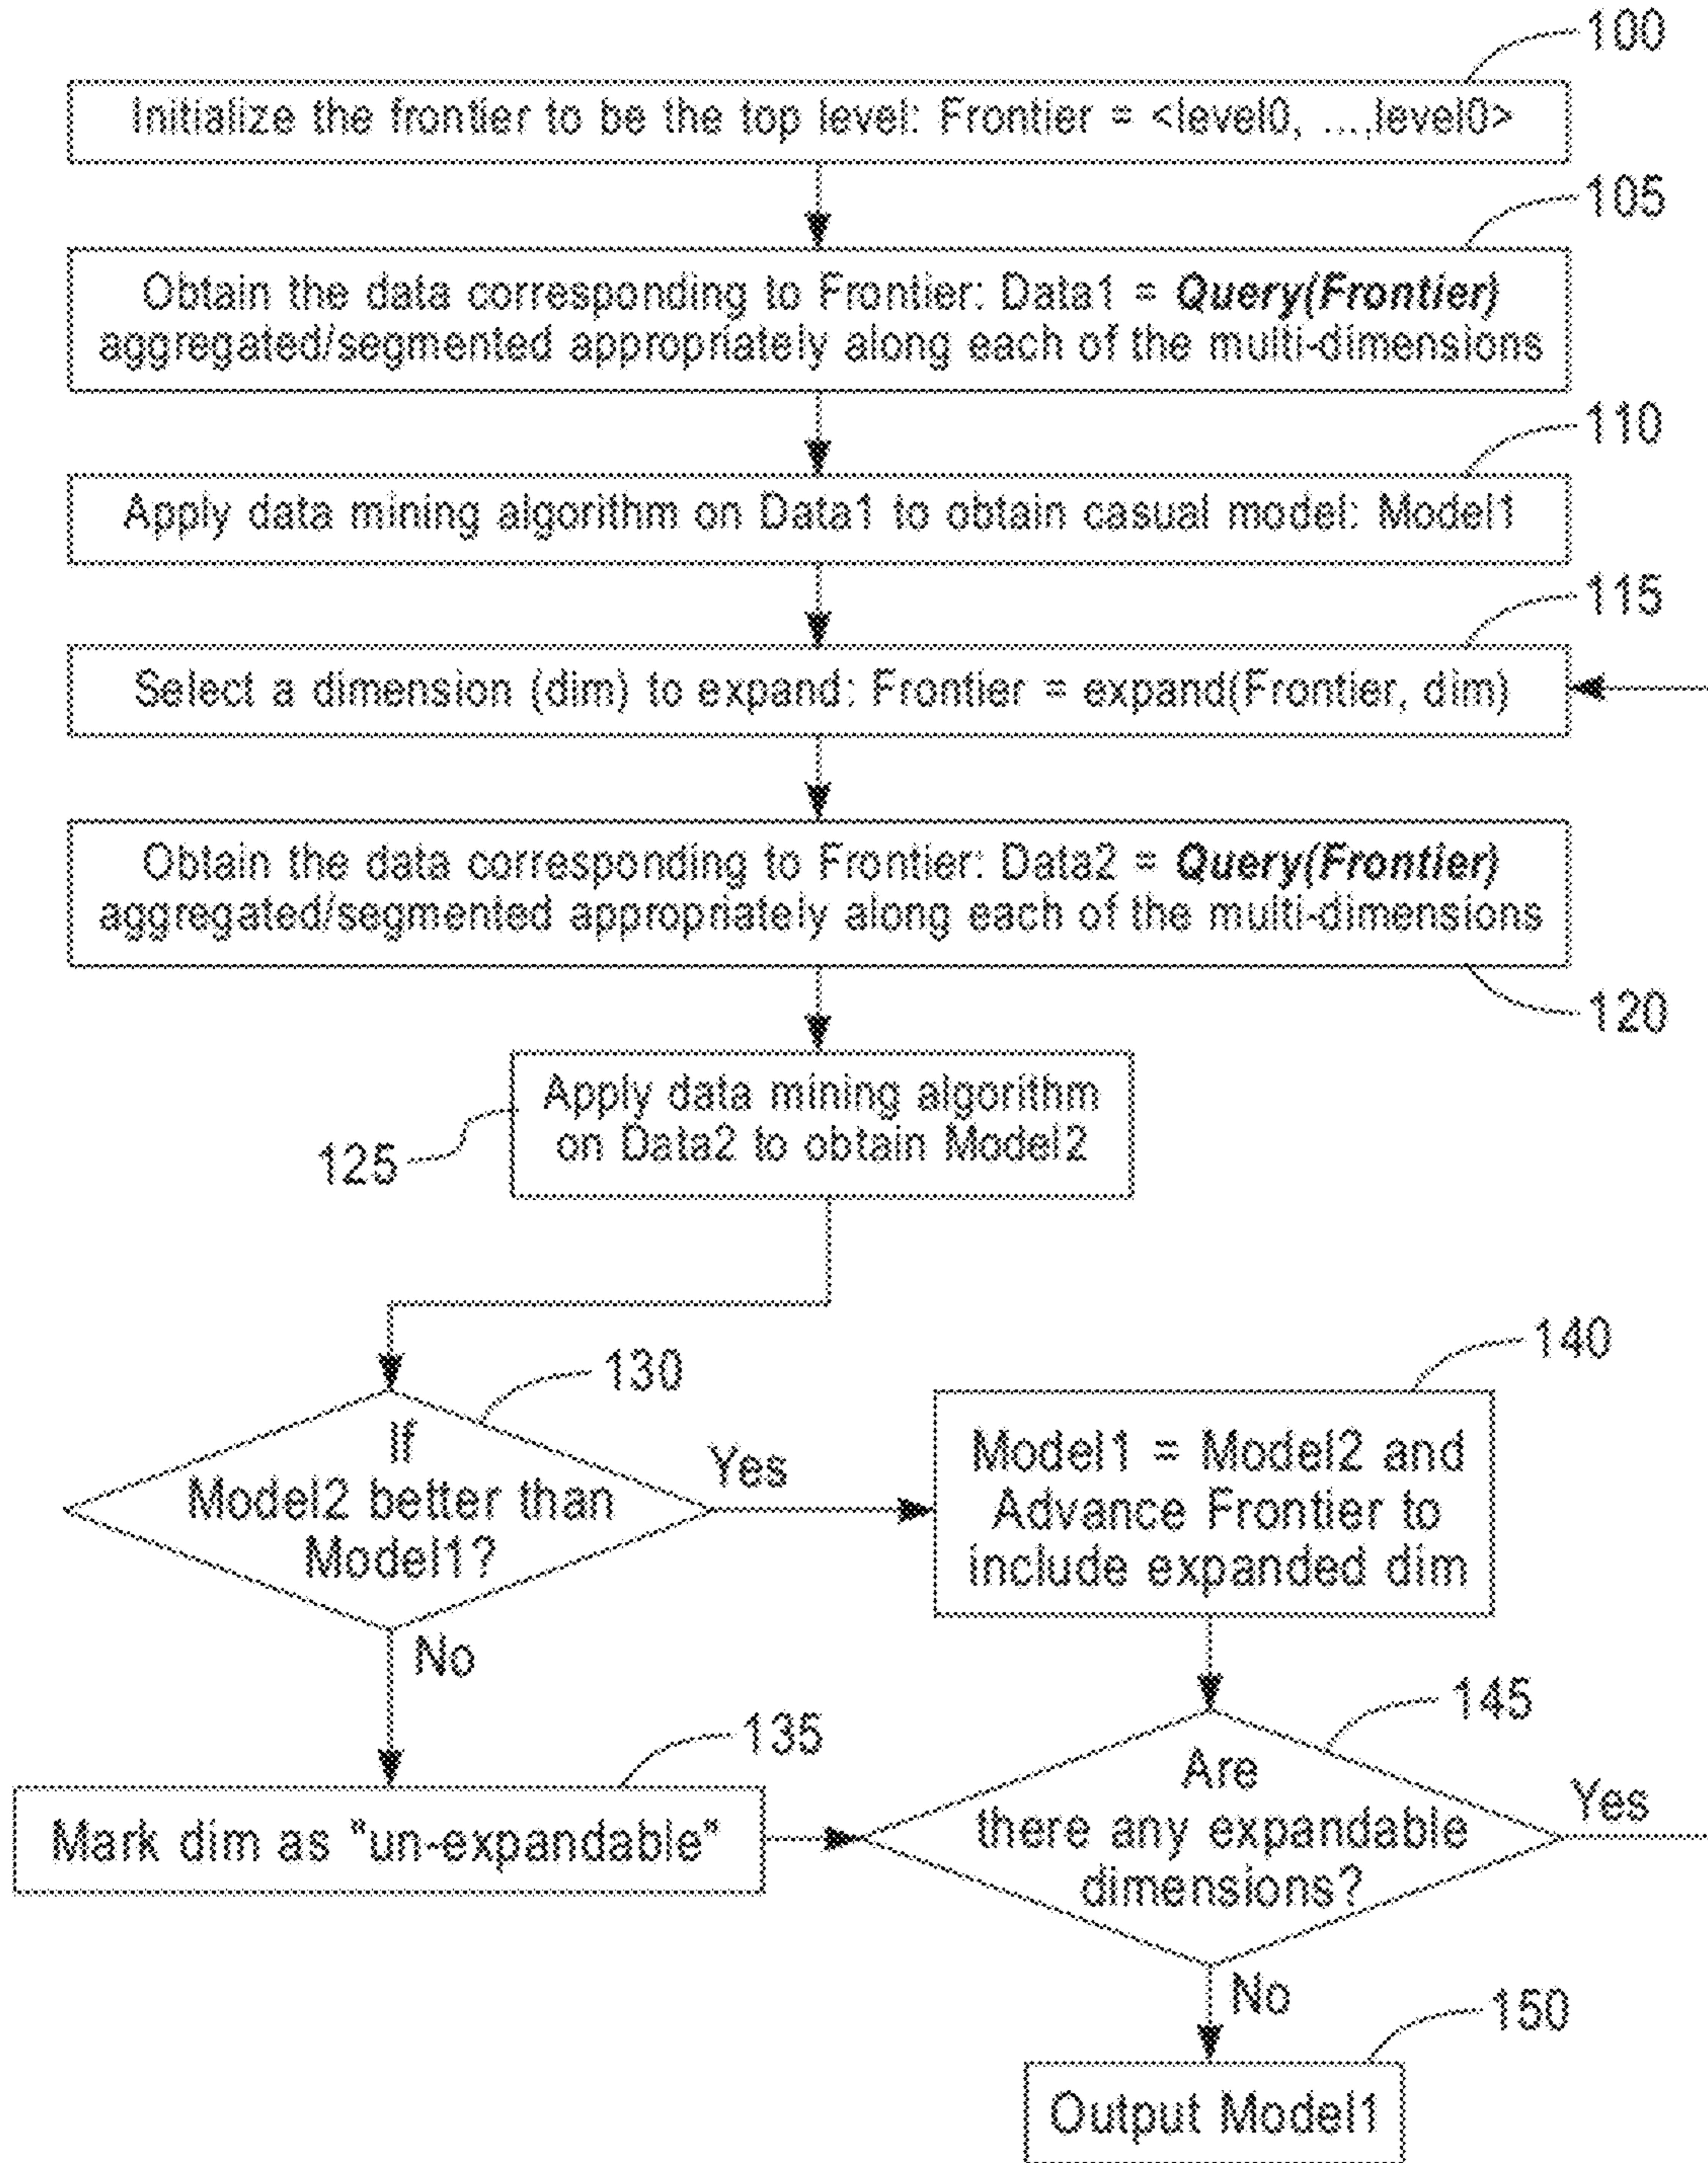 100
Initialize the frontier to be the top level: Frontier = <level0, ...,level0>
105
Obtain the data corresponding to Frontier: Data1 = Query(Frontier)
aggregated/segmented appropriately along each of the multi-dimensions
110
Apply data mining algorithm on Data1 to obtain casual model: Model1
115
Select a dimension (dim) to expand: Frontier = expand(Frontier, dim)
Obtain the data corresponding to Frontier: Data2 = Query(Frontier)
aggregated/segmented appropriately along each of the multi-dimensions
120
Apply data mining algorithm
on Data2 to obtain Model2
125
130
If
Model2 better than
Model1?
Yes
No
140
Model1 = Model2 and
Advance Frontier to
include expanded dim
135
Mark dim as "un-expandable"
145
Are
there any expandable
dimensions?
Yes
No
150
Output Model1